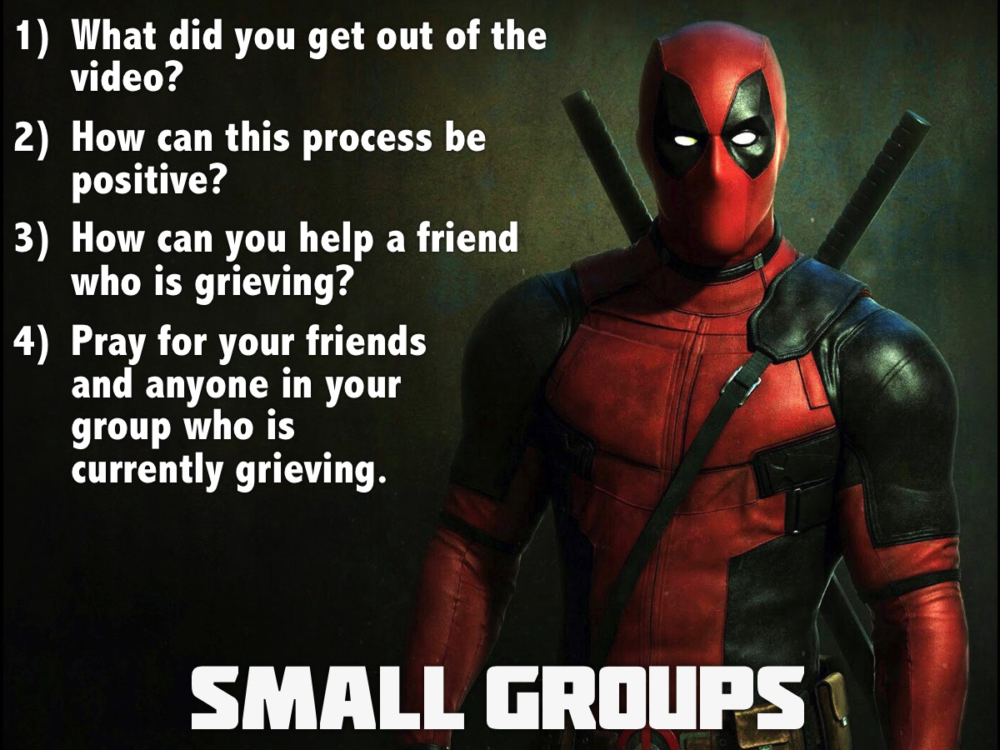 1) What did you get out of the
video?
2) How can this process be
positive?
3) How can you help a friend
who is grieving?
4) Pray for your friends
and anyone in your
group who is
currently grieving.
SMALL GROUPS